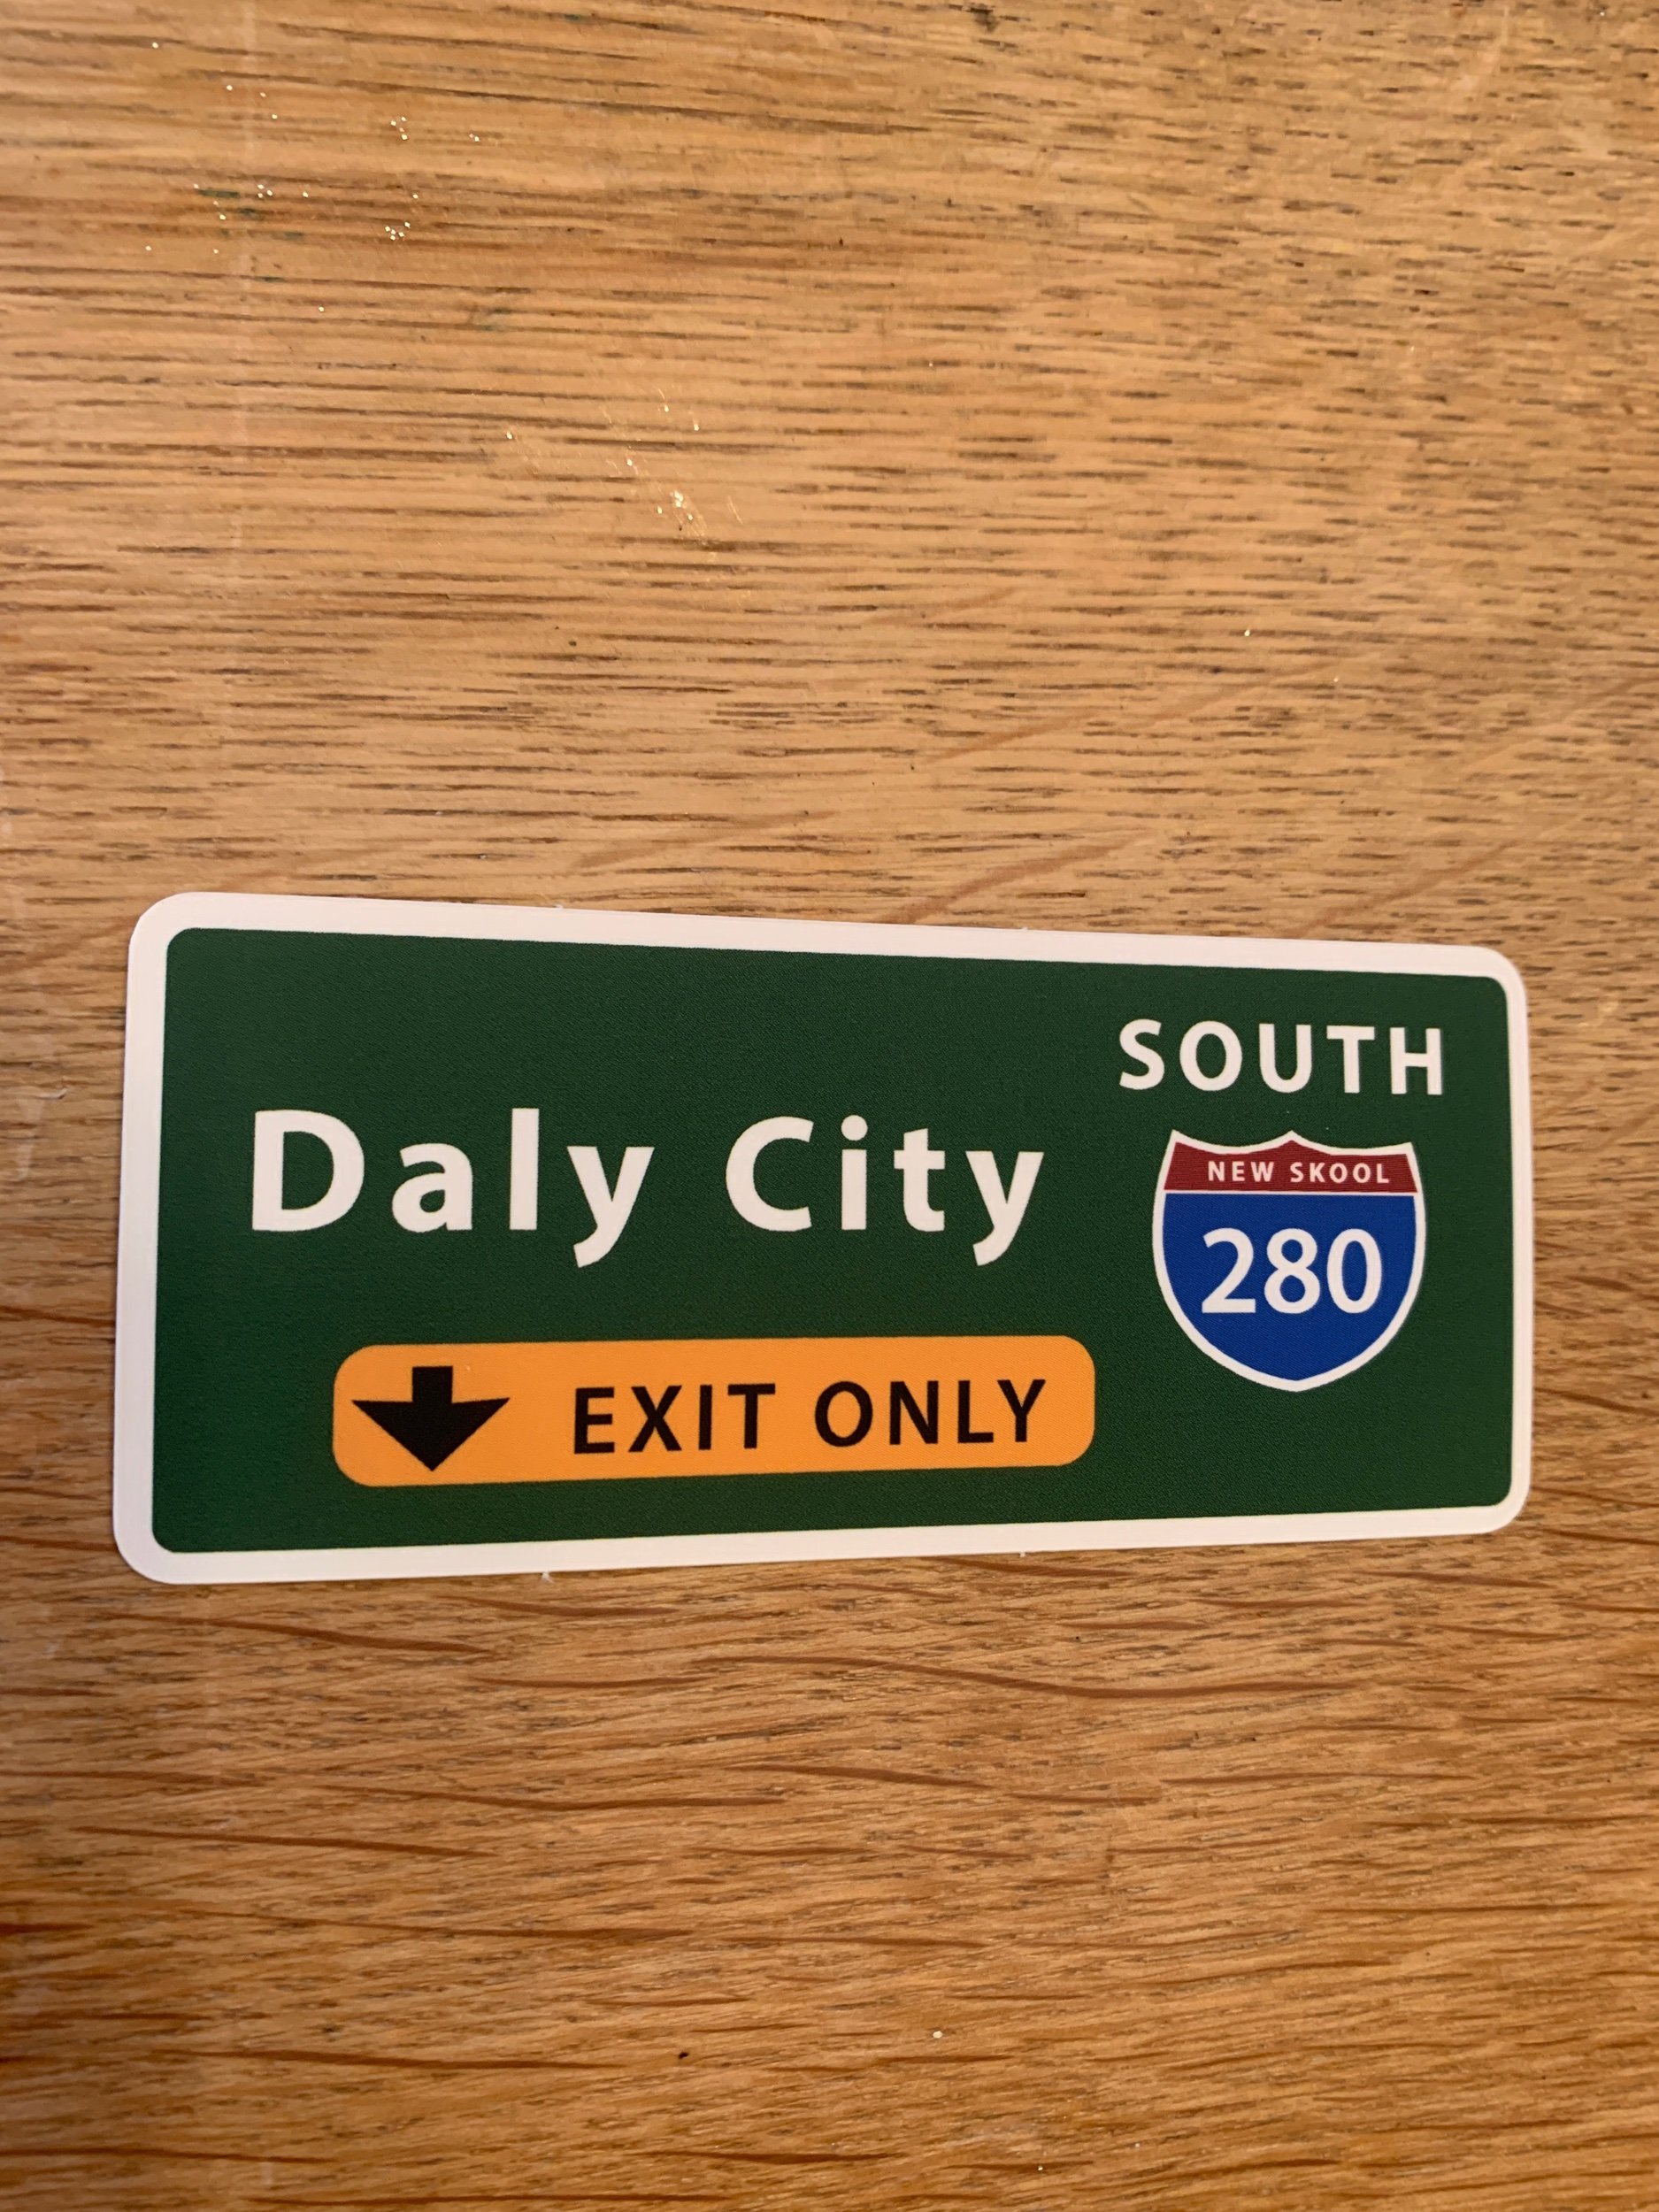 SOUTH
Daly City
NEW SKOOL
280
EXIT ONLY